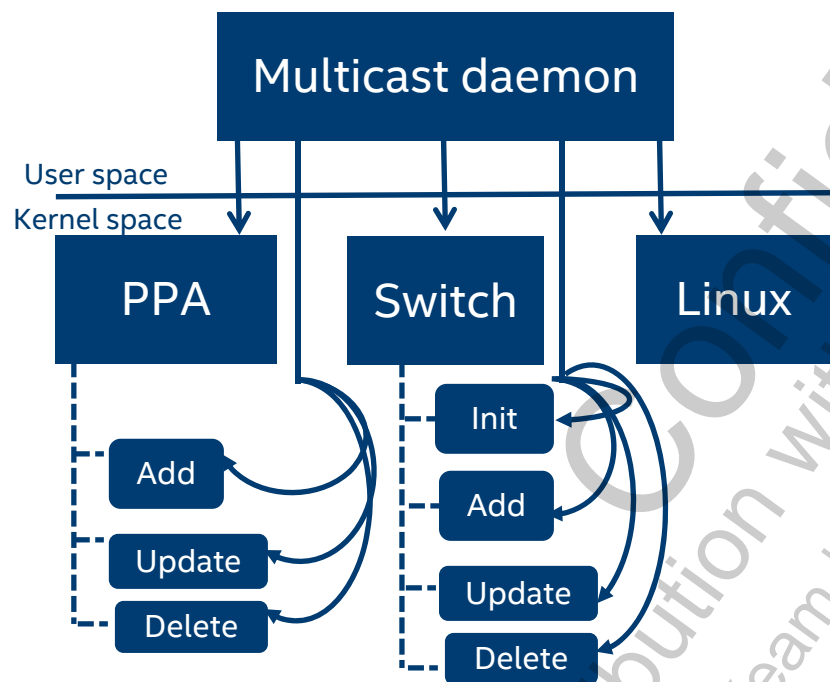 Multicast daemon
User space
Kernel space
PPA
Switch
Linux
Init
Add
Add
Update
Update
Delete
Delete